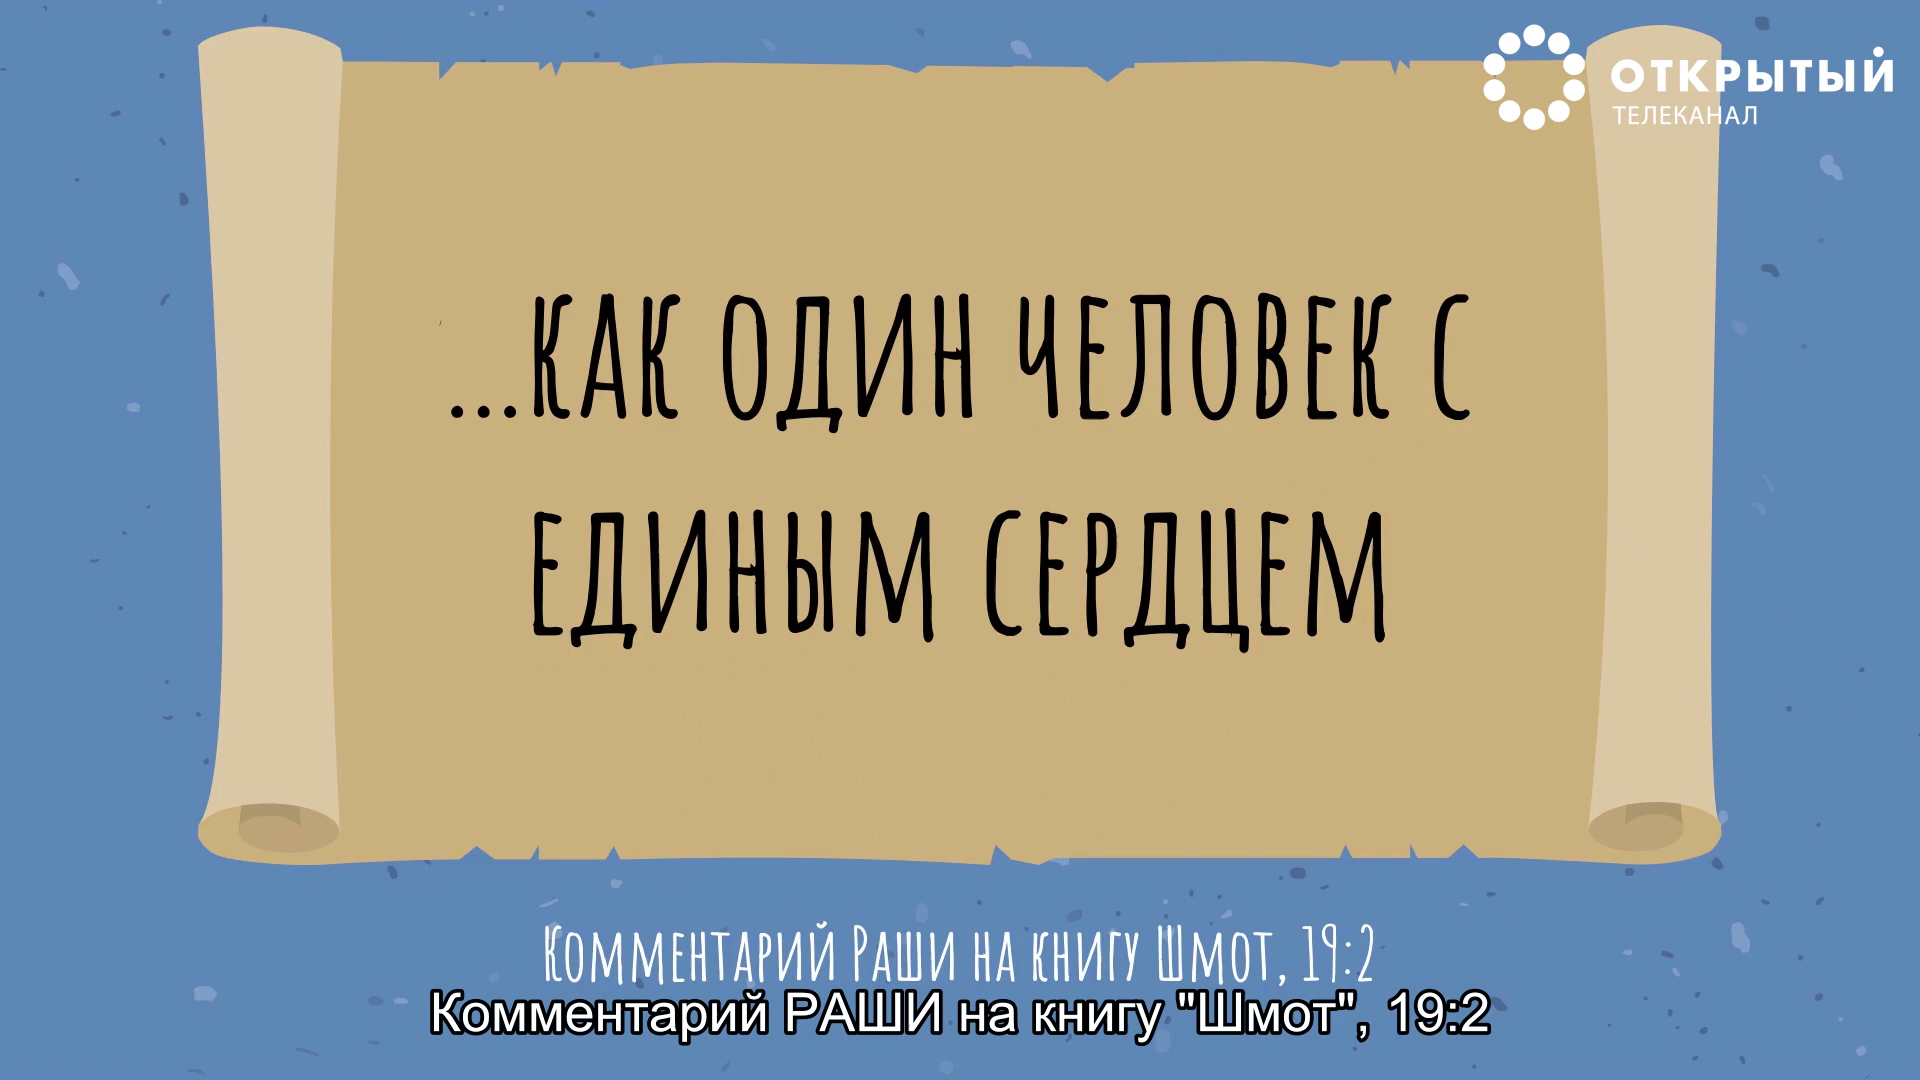 ОТКРЫТЫЙ
ТЕЛЕКАНАЛ
...КАК ОДИН ЧЕЛОВЕК С
ЕДИНЫМ СЕРДЦЕМ
Комментарий Раши на книгу Шмот, 19:2
Комментарий РАШИ на книгу "Шмот", 19:2